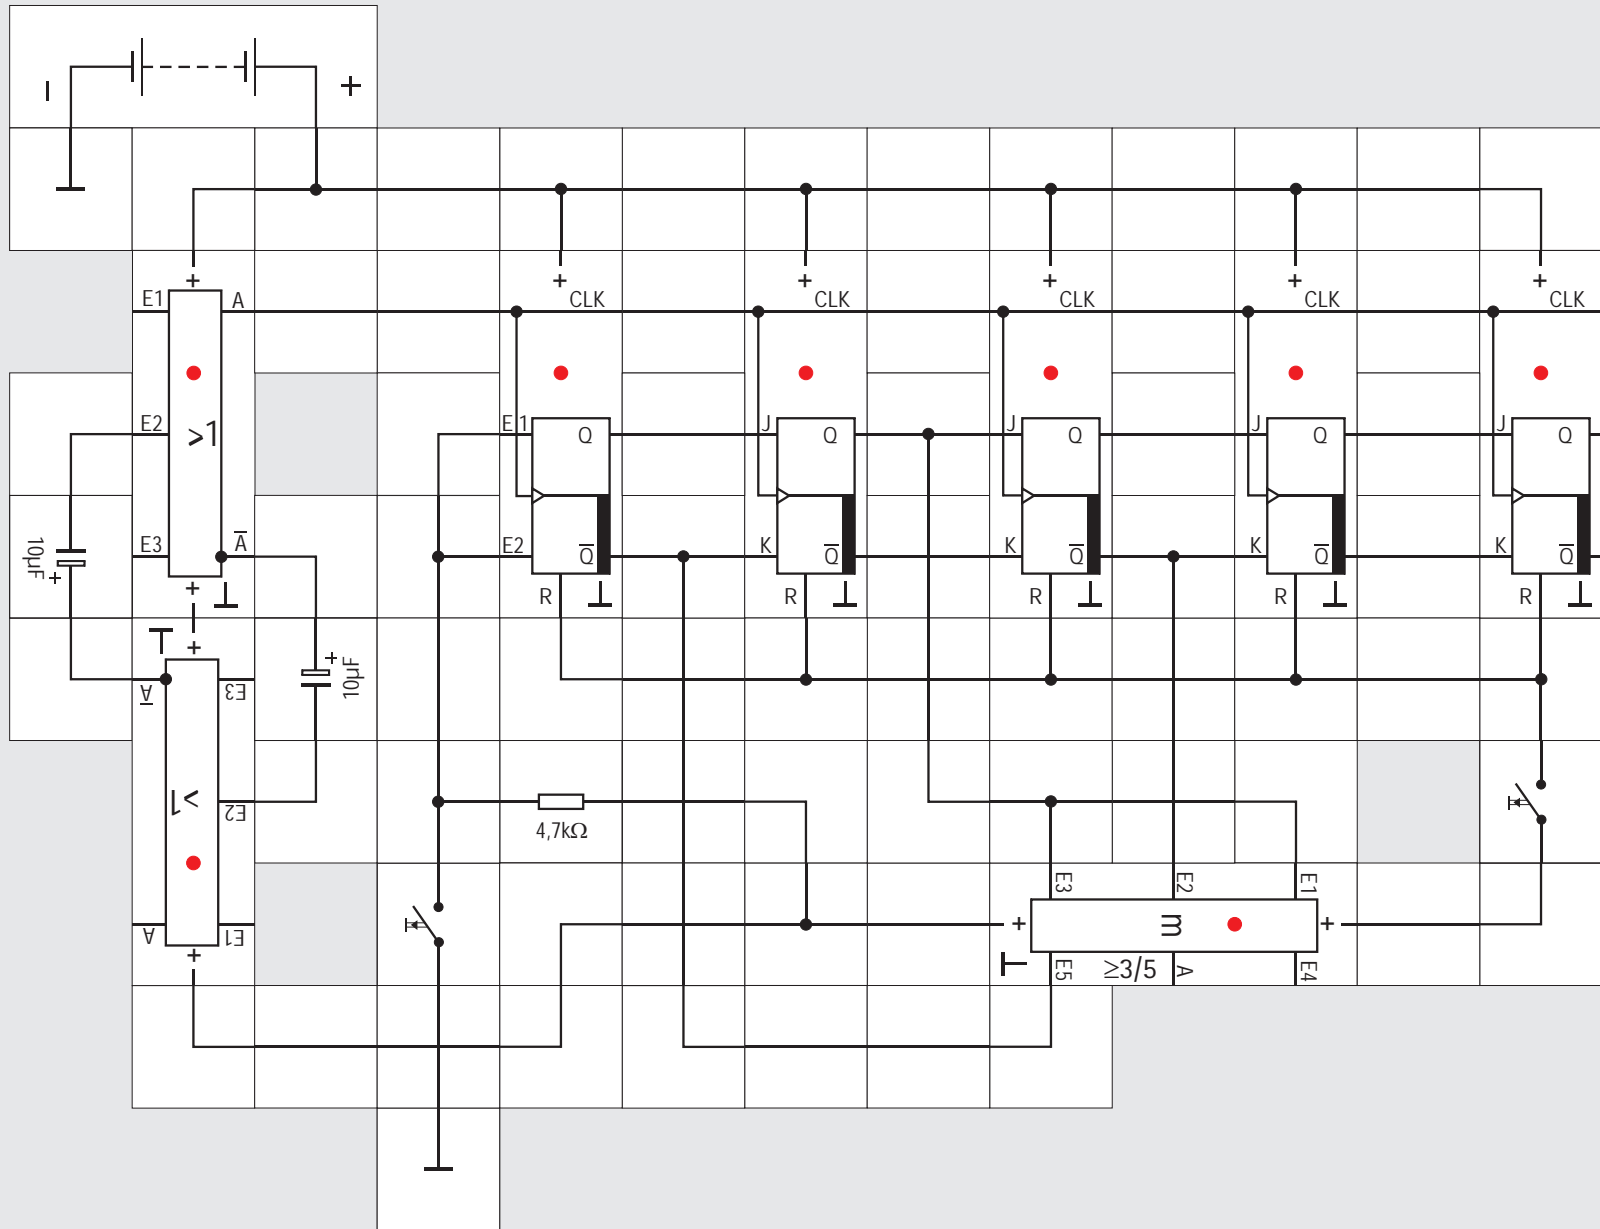 − +
+ + + + + +
E1 A CLK CLK CLK CLK CLK
E2 >1 E1 Q J Q J Q J Q J Q
10µF + E3 A̅ E2 Q̅ K Q̅ K Q̅ K Q̅ K Q̅
+ R R R R R
+
A̅ E3 + 10µF
>1 E2 4,7kΩ
E3 E2 E1
+ m +
A E1
+ E5 ≥3/5 A E4